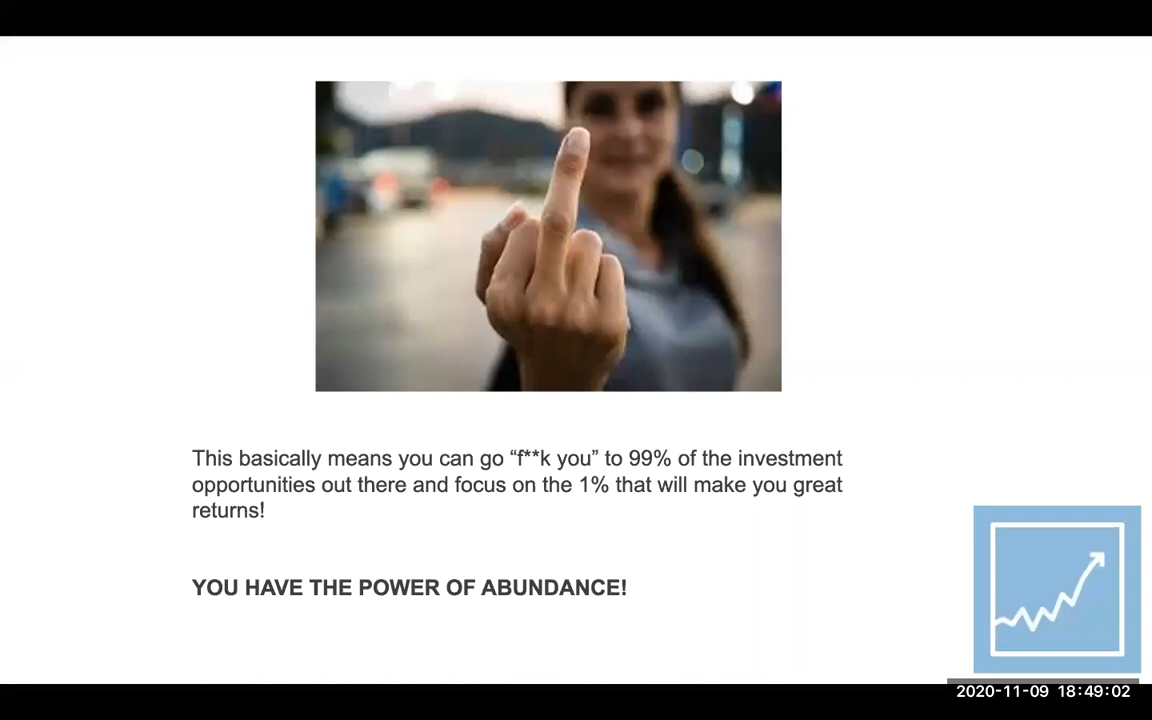 This basically means you can go “f**k you” to 99% of the investment
opportunities out there and focus on the 1% that will make you great
returns!
YOU HAVE THE POWER OF ABUNDANCE!
2020-11-09 18:49:02